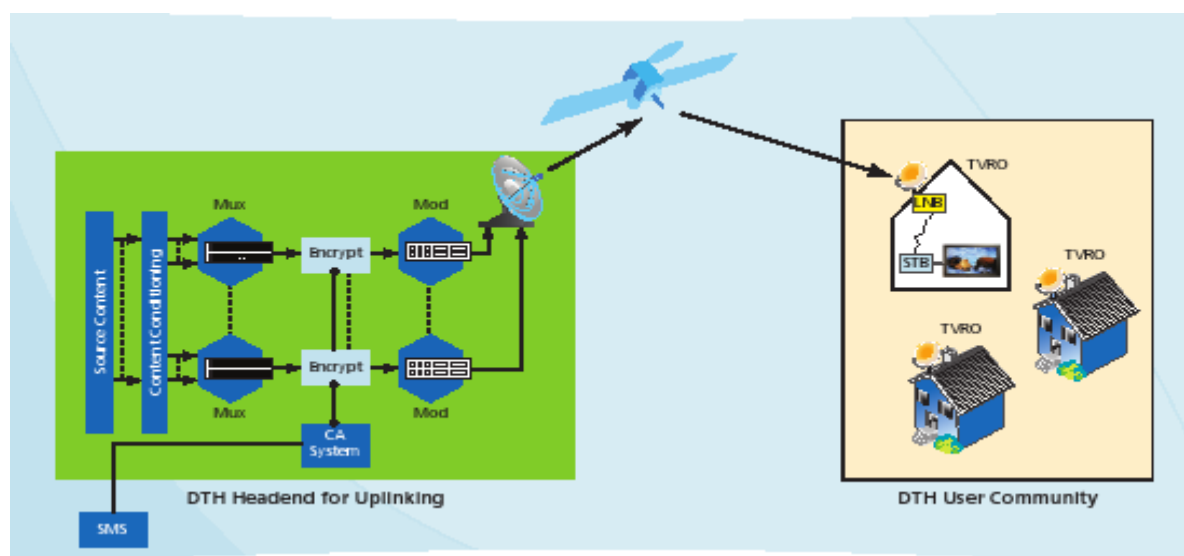 TVRO
Mux
Mod
LNB
Source Content
Content Conditioning
Encrypt
STB
TVRO
TVRO
Encrypt
Mux
Mod
CA
System
DTH Headend for Uplinking
DTH User Community
SMS